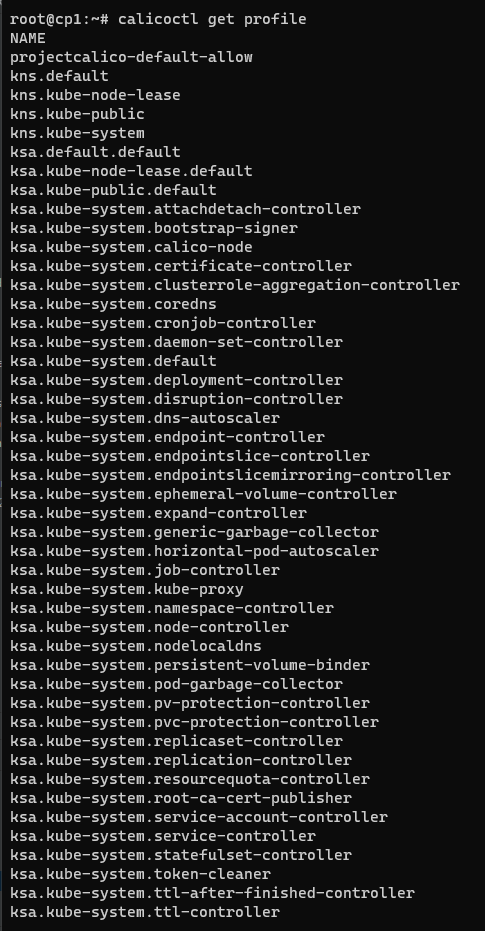 root@cp1:~# calicoctl get profile
NAME
projectcalico-default-allow
kns.default
kns.kube-node-lease
kns.kube-public
kns.kube-system
ksa.default.default
ksa.kube-node-lease.default
ksa.kube-public.default
ksa.kube-system.attachdetach-controller
ksa.kube-system.bootstrap-signer
ksa.kube-system.calico-node
ksa.kube-system.certificate-controller
ksa.kube-system.clusterrole-aggregation-controller
ksa.kube-system.coredns
ksa.kube-system.cronjob-controller
ksa.kube-system.daemon-set-controller
ksa.kube-system.default
ksa.kube-system.deployment-controller
ksa.kube-system.disruption-controller
ksa.kube-system.dns-autoscaler
ksa.kube-system.endpoint-controller
ksa.kube-system.endpointslice-controller
ksa.kube-system.endpointslicemirroring-controller
ksa.kube-system.ephemeral-volume-controller
ksa.kube-system.expand-controller
ksa.kube-system.generic-garbage-collector
ksa.kube-system.horizontal-pod-autoscaler
ksa.kube-system.job-controller
ksa.kube-system.kube-proxy
ksa.kube-system.namespace-controller
ksa.kube-system.node-controller
ksa.kube-system.nodelocaldns
ksa.kube-system.persistent-volume-binder
ksa.kube-system.pod-garbage-collector
ksa.kube-system.pv-protection-controller
ksa.kube-system.pvc-protection-controller
ksa.kube-system.replicaset-controller
ksa.kube-system.replication-controller
ksa.kube-system.resourcequota-controller
ksa.kube-system.root-ca-cert-publisher
ksa.kube-system.service-account-controller
ksa.kube-system.service-controller
ksa.kube-system.statefulset-controller
ksa.kube-system.token-cleaner
ksa.kube-system.ttl-after-finished-controller
ksa.kube-system.ttl-controller